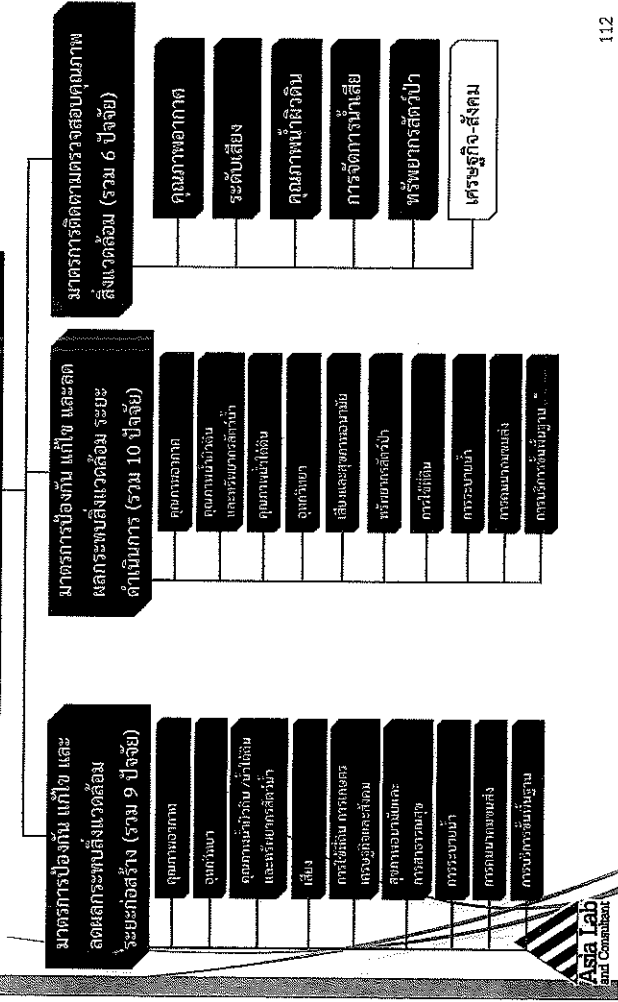 มาตรการป้องกัน แก้ไข และ
ลดผลกระทบสิ่งแวดล้อม
ระยะก่อสร้าง (รวม 9 ปัจจัย)
คุณภาพอากาศ
อุทกวิทยา
คุณภาพน้ำผิวดิน /น้ำใต้ดิน
และทรัพยากรสัตว์น้ำ
เสียง
การใช้ที่ดิน การเกษตร
เศรษฐกิจและสังคม
สุขภาพอนามัยและ
การสาธารณสุข
การระบายน้ำ
การคมนาคมขนส่ง
การบริการขั้นพื้นฐาน
มาตรการป้องกัน แก้ไข และลด
ผลกระทบสิ่งแวดล้อม ระยะ
ดำเนินการ (รวม 10 ปัจจัย)
คุณภาพอากาศ
คุณภาพน้ำผิวดิน
และทรัพยากรสัตว์น้ำ
คุณภาพน้ำใต้ดิน
อุทกวิทยา
เสียงและสุขภาพอนามัย
ทรัพยากรสัตว์ป่า
การใช้ที่ดิน
การระบายน้ำ
การคมนาคมขนส่ง
การบริการขั้นพื้นฐาน
มาตรการติดตามตรวจสอบคุณภาพ
สิ่งแวดล้อม (รวม 6 ปัจจัย)
คุณภาพอากาศ
ระดับเสียง
คุณภาพน้ำผิวดิน
การจัดการน้ำเสีย
ทรัพยากรสัตว์ป่า
เศรษฐกิจ-สังคม
Asia Lab
and Consultant
112